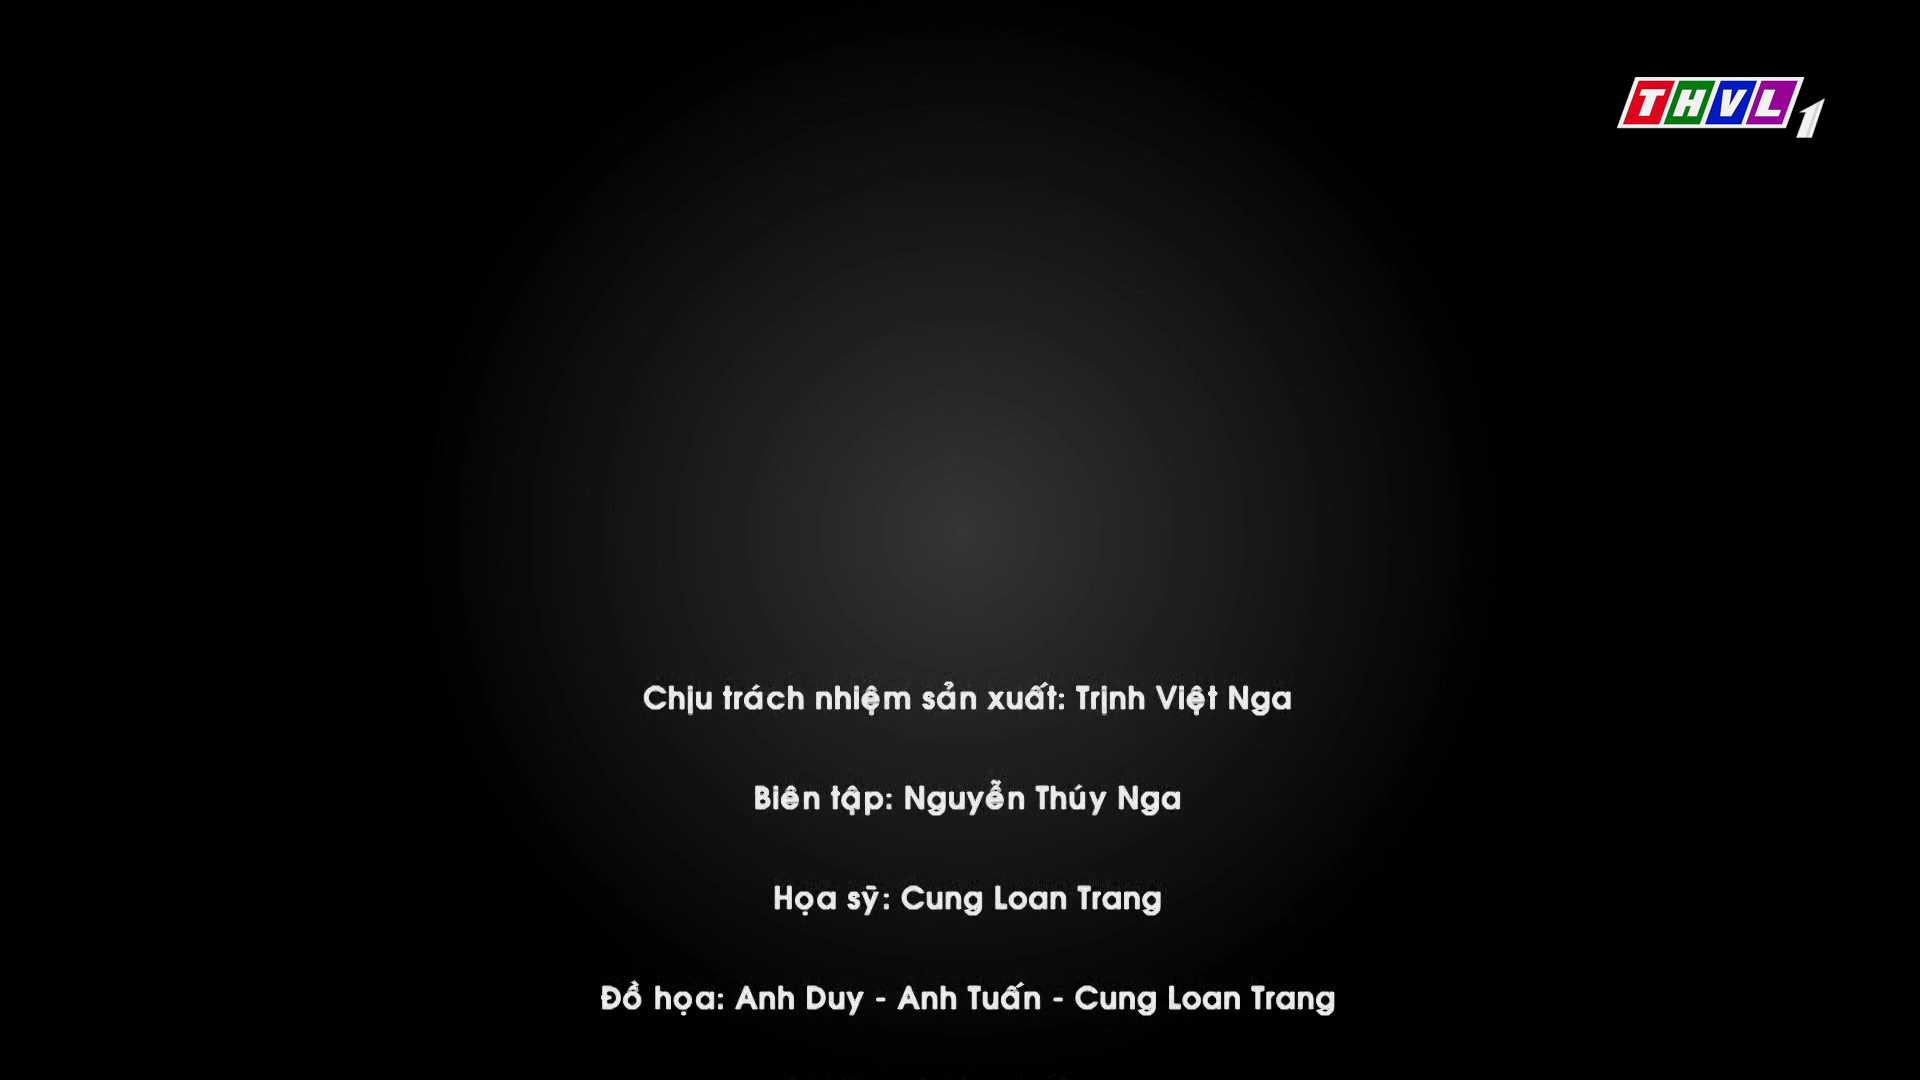 THVL1
Chịu trách nhiệm sản xuất: Trịnh Việt Nga
Biên tập: Nguyễn Thúy Nga
Họa sỹ: Cung Loan Trang
Đồ họa: Anh Duy - Anh Tuấn - Cung Loan Trang